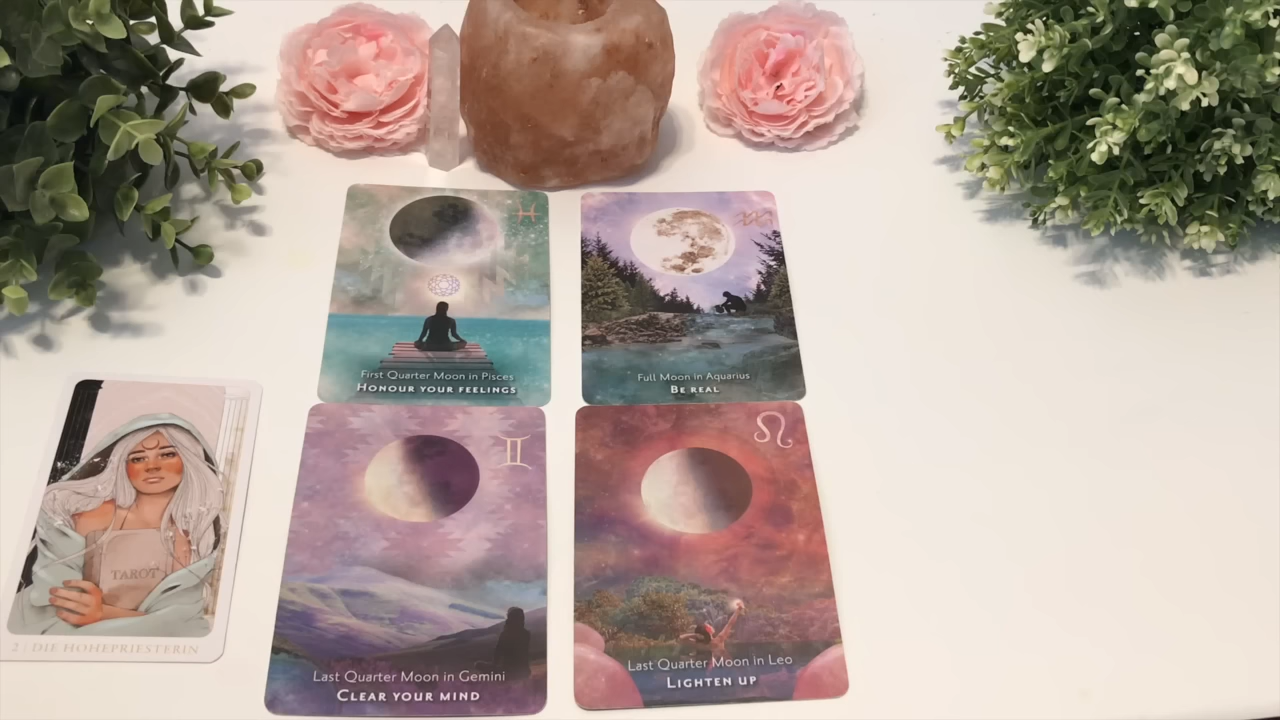 First Quarter Moon in Pisces
HONOUR YOUR FEELINGS
Full Moon in Aquarius
BE REAL
TAROT
2 | DIE HOHEPRIESTERIN
Last Quarter Moon in Gemini
CLEAR YOUR MIND
Last Quarter Moon in Leo
LIGHTEN UP